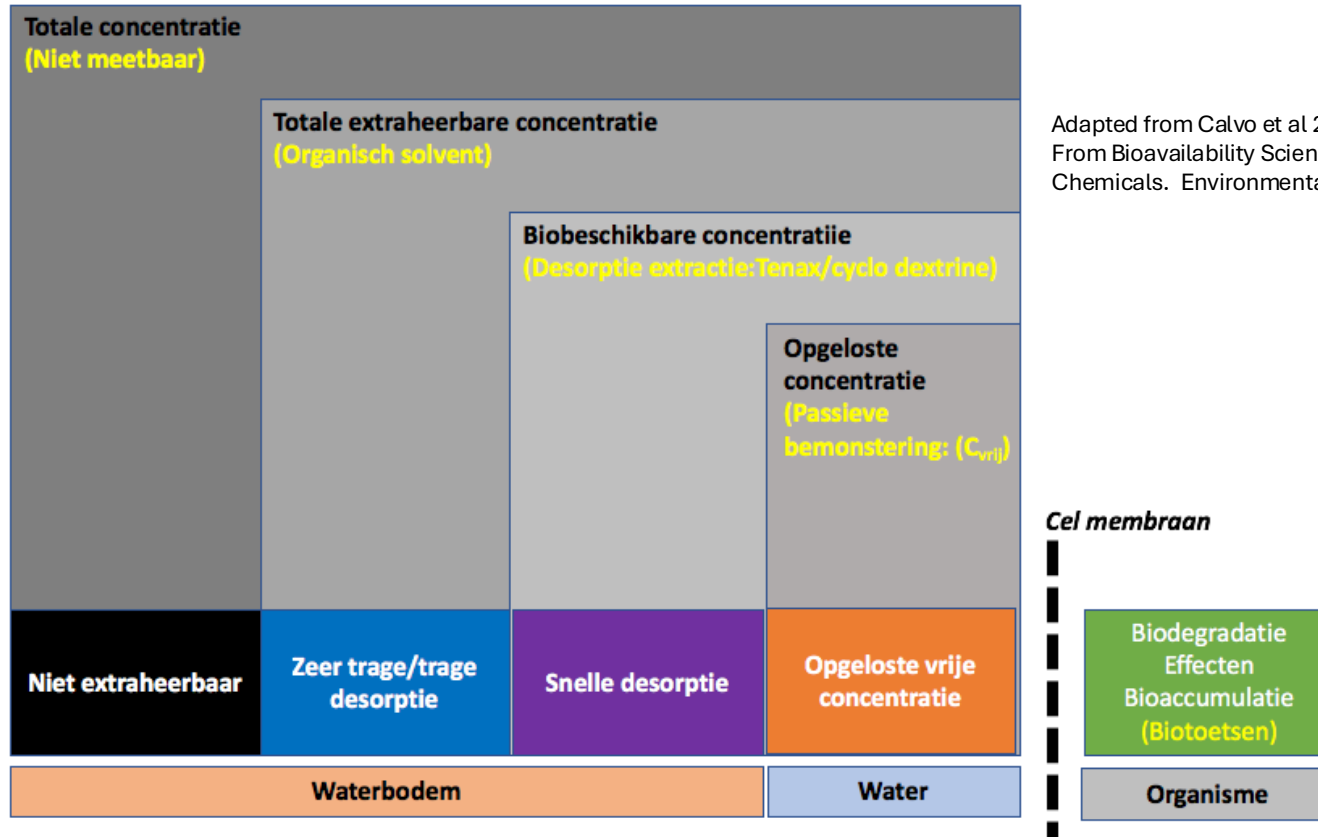 Totale concentratie
(Niet meetbaar)
Totale extraheerbare concentratie
(Organisch solvent)
Adapted from Calvo et al 2
From Bioavailability Scien
Chemicals. Environmenta
Biobeschikbare concentratiie
(Desorptie extractie:Tenax/cyclo dextrine)
Opgeloste
concentratie
(Passieve
bemonstering: (Cvrij)
Cel membraan
Niet extraheerbaar
Zeer trage/trage
desorptie
Snelle desorptie
Opgeloste vrije
concentratie
Biodegradatie
Effecten
Bioaccumulatie
(Biotoetsen)
Waterbodem
Water
Organisme